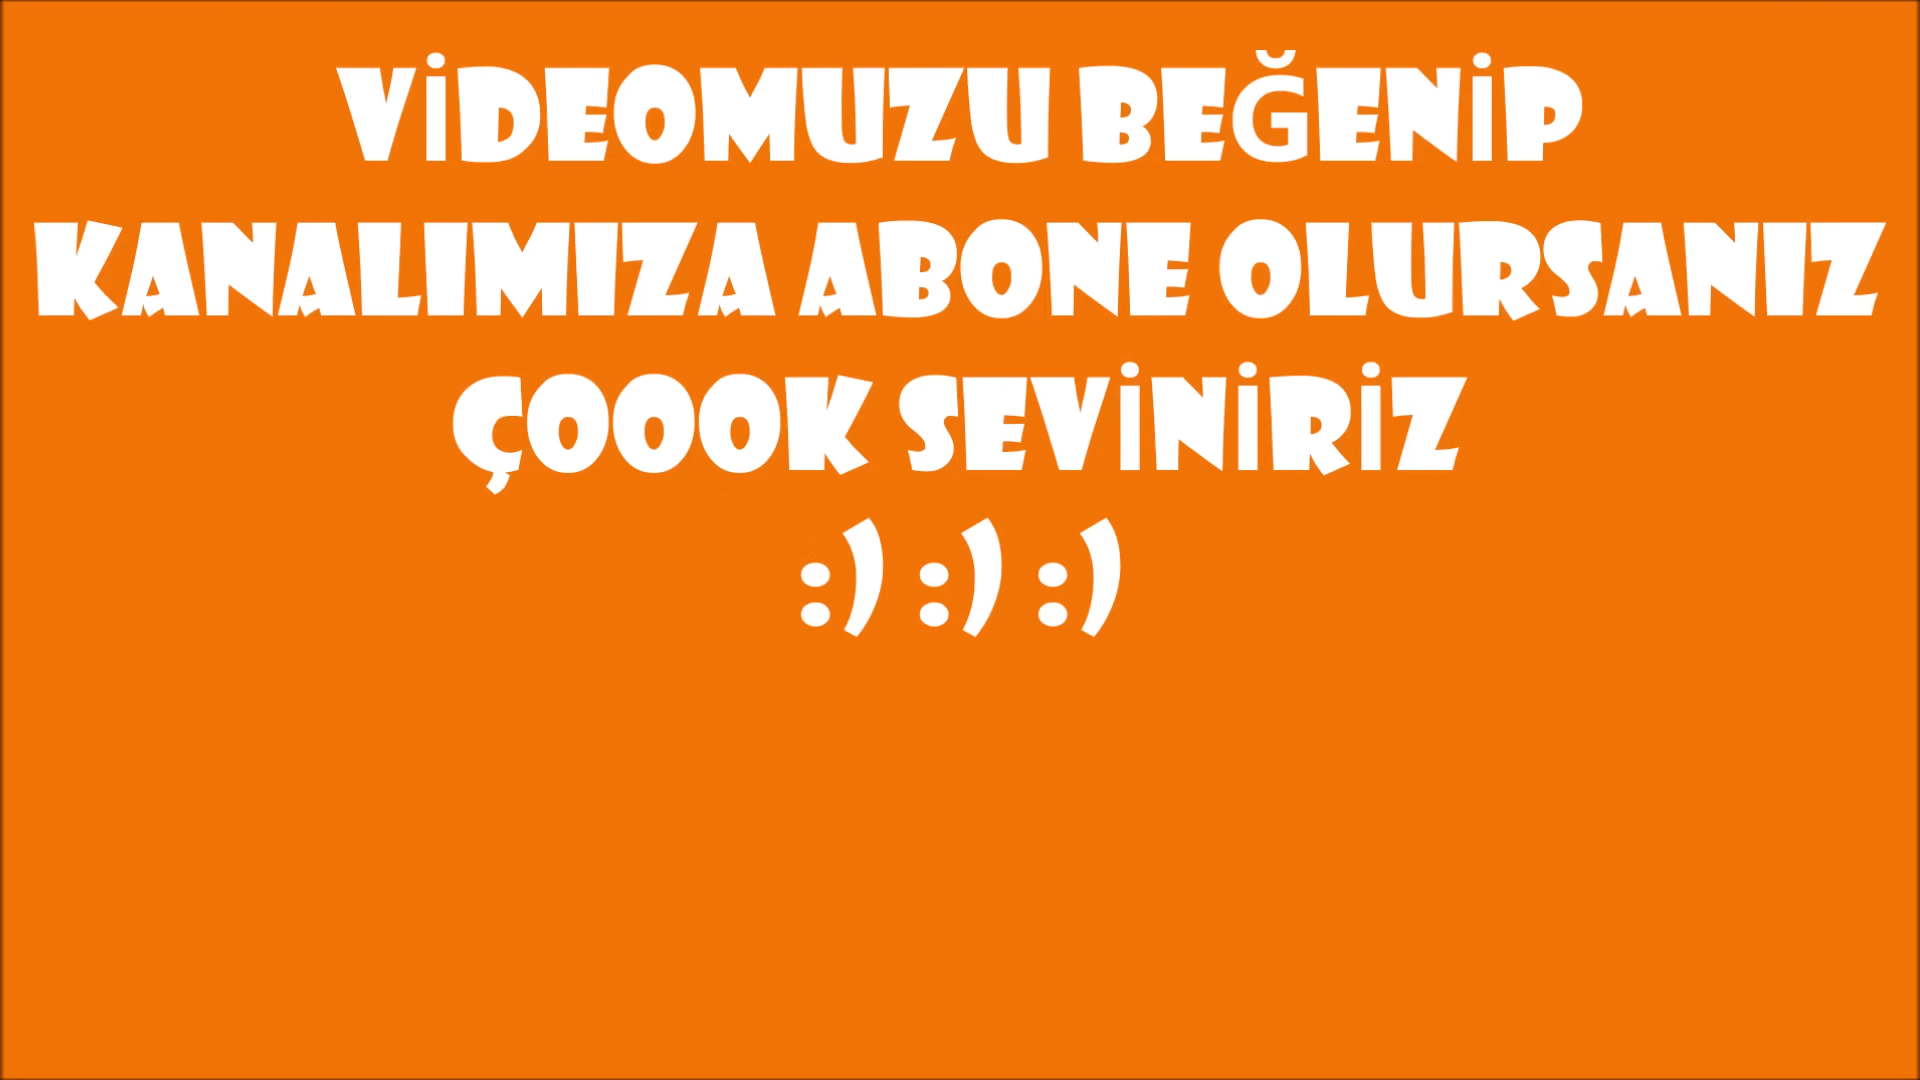 VİDEOMUZU BEĞENİP
KANALIMIZA ABONE OLURSANIZ
ÇOOOK SEVİNİRİZ
:) :) :)